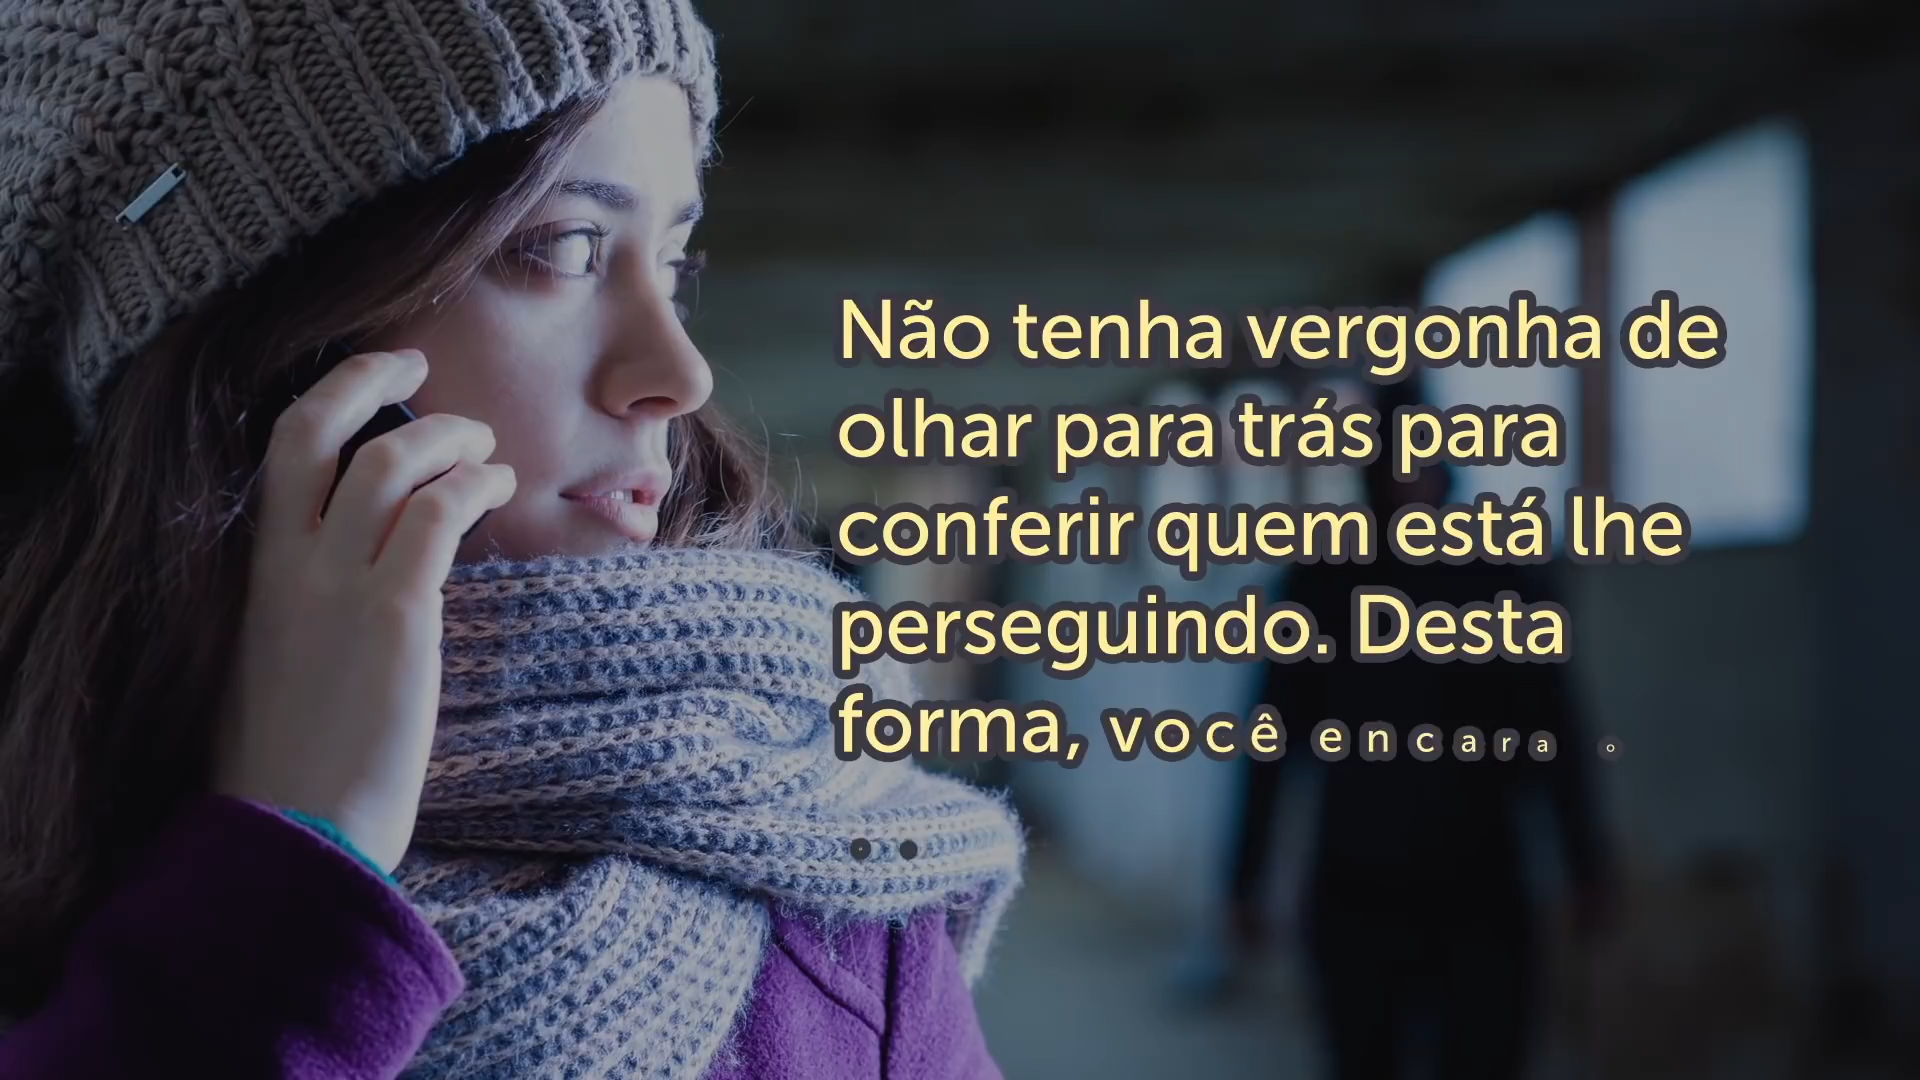 Não tenha vergonha de
olhar para trás para
conferir quem está lhe
perseguindo. Desta
forma, você encara o